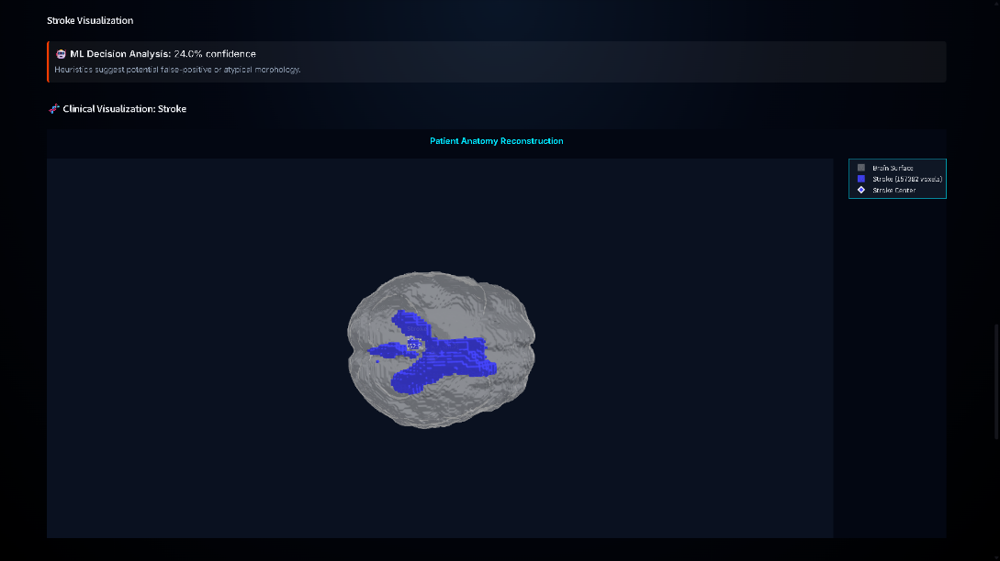 Stroke Visualization
ML Decision Analysis: 24.0% confidence
Heuristics suggest potential false-positive or atypical morphology.
Clinical Visualization: Stroke
Patient Anatomy Reconstruction
Brain Surface
Stroke (157382 voxels)
Stroke Center